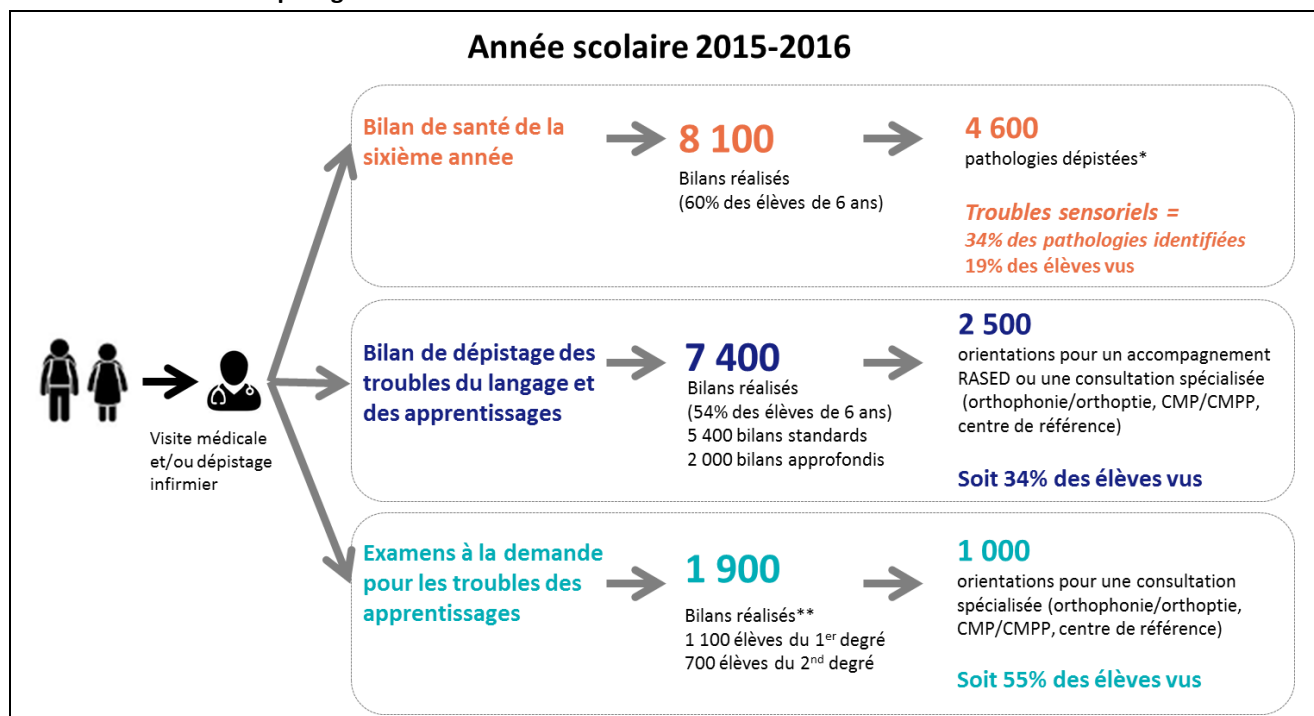 Année scolaire 2015-2016
Visite médicale
et/ou dépistage
infirmier
Bilan de santé de la
sixième année
8 100
Bilans réalisés
(60% des élèves de 6 ans)
4 600
pathologies dépistées*
Troubles sensoriels =
34% des pathologies identifiées
19% des élèves vus
Bilan de dépistage des
troubles du langage et
des apprentissages
7 400
Bilans réalisés
(54% des élèves de 6 ans)
5 400 bilans standards
2 000 bilans approfondis
2 500
orientations pour un accompagnement
RASED ou une consultation spécialisée
(orthophonie/orthoptie, CMP/CMPP,
centre de référence)
Soit 34% des élèves vus
Examens à la demande
pour les troubles des
apprentissages
1 900
Bilans réalisés**
1 100 élèves du 1er degré
700 élèves du 2nd degré
1 000
orientations pour une consultation
spécialisée (orthophonie/orthoptie,
CMP/CMPP, centre de référence)
Soit 55% des élèves vus